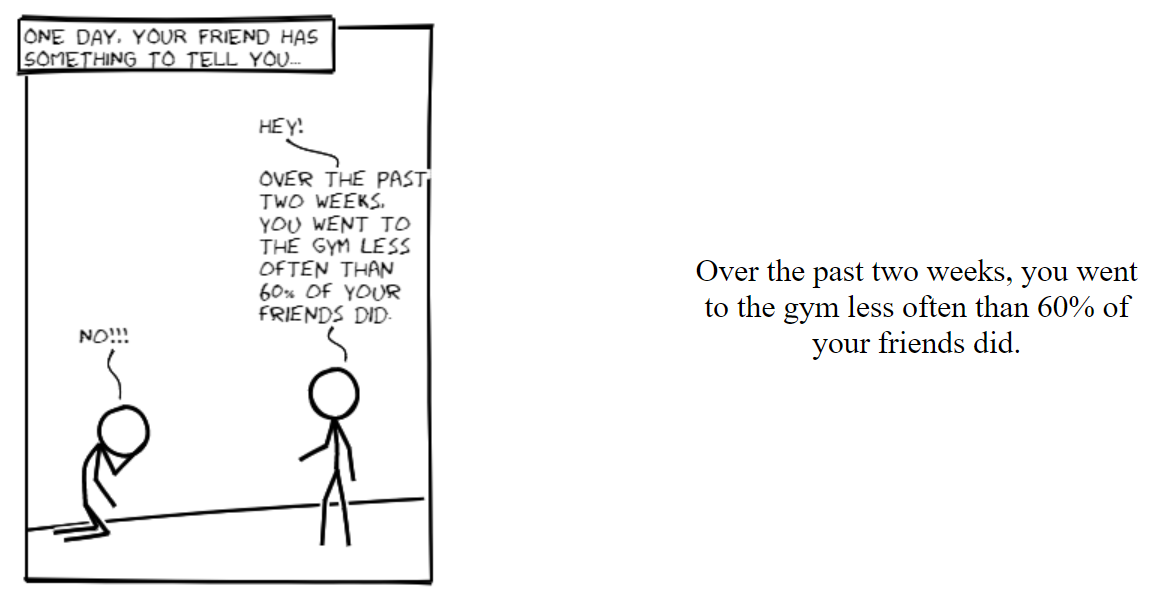 ONE DAY, YOUR FRIEND HAS
SOMETHING TO TELL YOU...
HEY!
OVER THE PAST
TWO WEEKS,
YOU WENT TO
THE GYM LESS
OFTEN THAN
60% OF YOUR
FRIENDS DID.
NO!!!
Over the past two weeks, you went
to the gym less often than 60% of
your friends did.